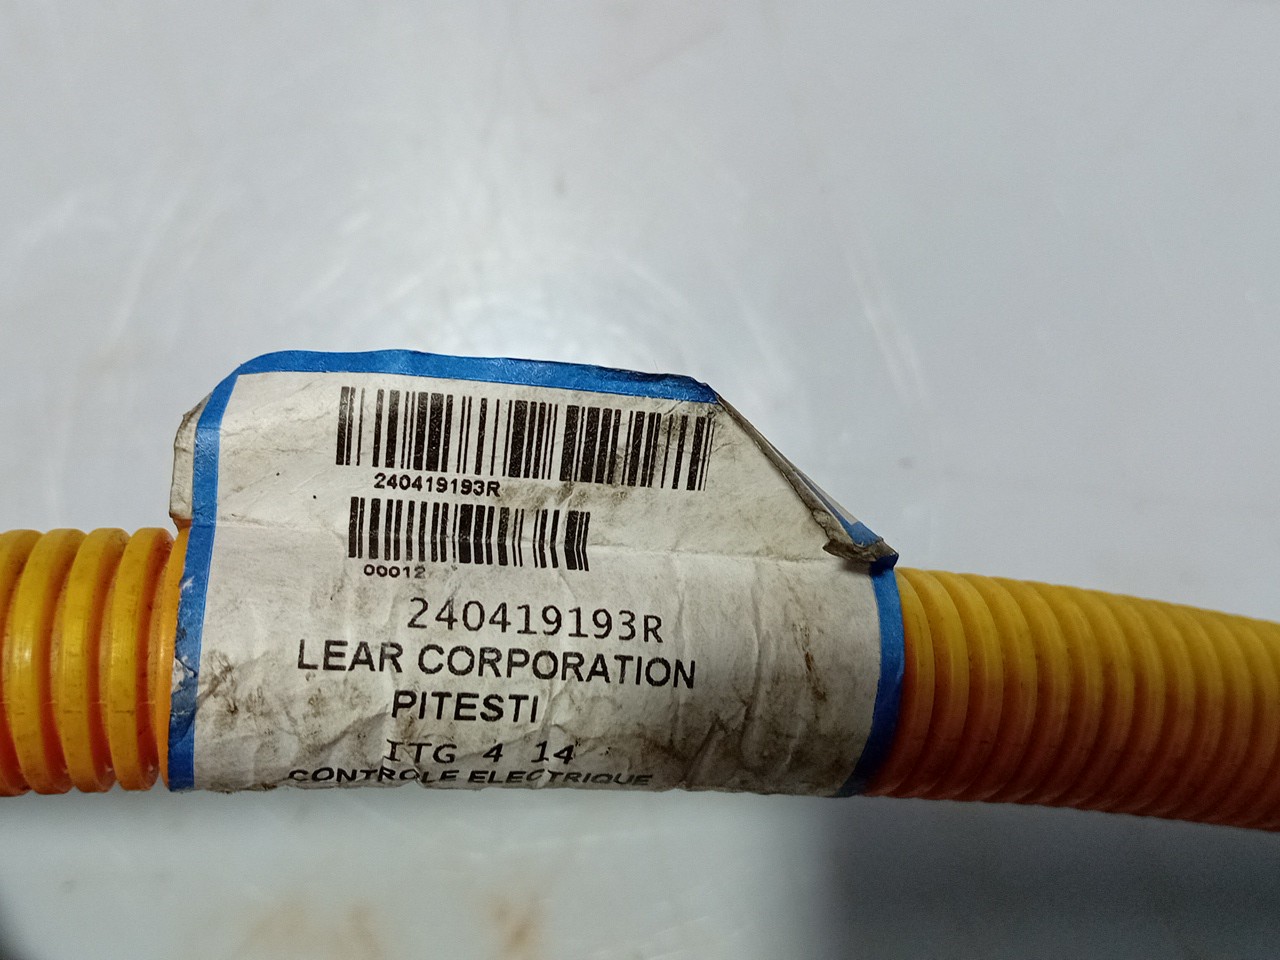 240419193R
00012
240419193R
LEAR CORPORATION
PITESTI
ITG 4 14
CONTROLE ELECTRIQUE